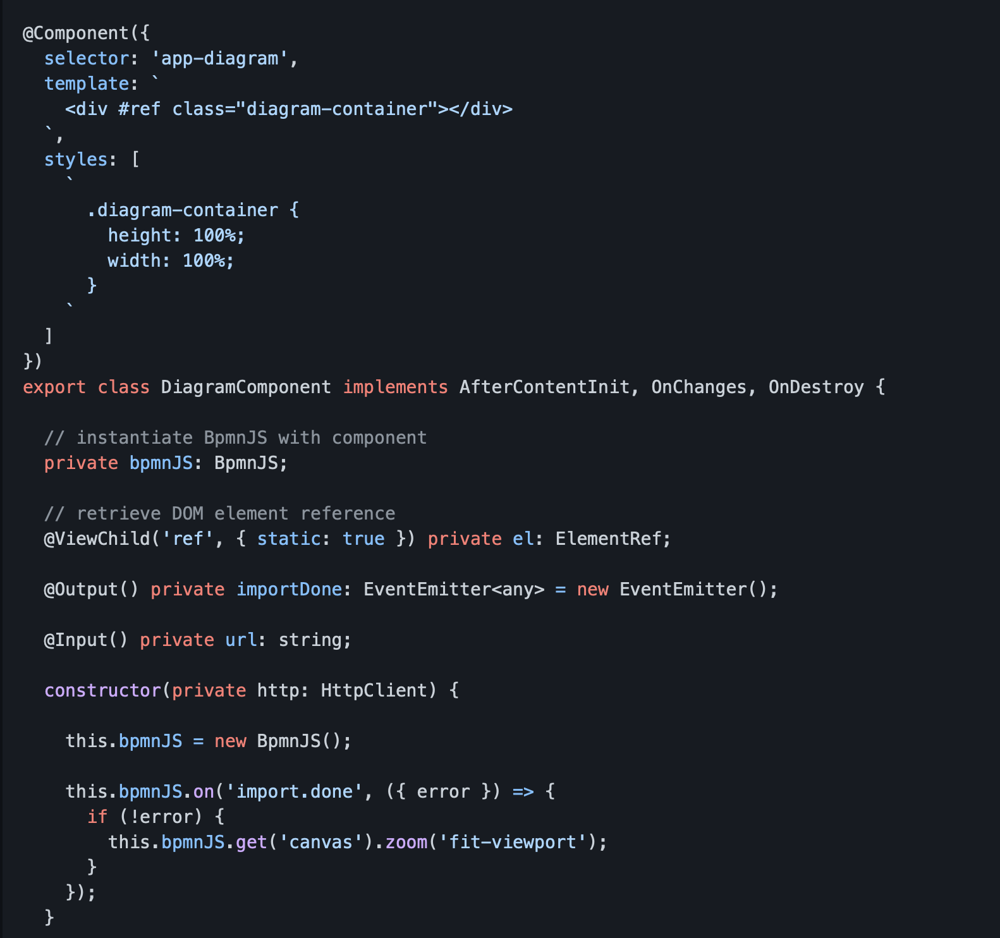 @Component({
  selector: 'app-diagram',
  template: `
    <div #ref class="diagram-container"></div>
  `,
  styles: [
    `
      .diagram-container {
        height: 100%;
        width: 100%;
      }
    `
  ]
})
export class DiagramComponent implements AfterContentInit, OnChanges, OnDestroy {

  // instantiate BpmnJS with component
  private bpmnJS: BpmnJS;

  // retrieve DOM element reference
  @ViewChild('ref', { static: true }) private el: ElementRef;

  @Output() private importDone: EventEmitter<any> = new EventEmitter();

  @Input() private url: string;

  constructor(private http: HttpClient) {

    this.bpmnJS = new BpmnJS();

    this.bpmnJS.on('import.done', ({ error }) => {
      if (!error) {
        this.bpmnJS.get('canvas').zoom('fit-viewport');
      }
    });
  }